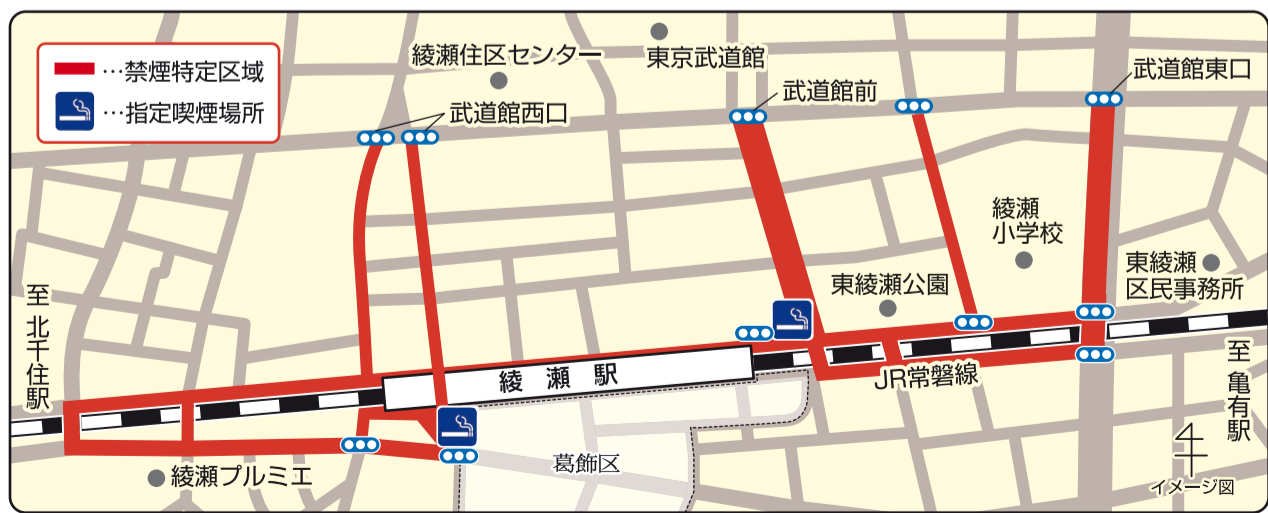 …禁煙特定区域
…指定喫煙場所
綾瀬住区センター
東京武道館
武道館西口
武道館前
武道館東口
綾瀬
小学校
東綾瀬公園
東綾瀬
区民事務所
至 北千住駅
綾瀬駅
JR常磐線
至 亀有駅
綾瀬プルミエ
葛飾区
イメージ図